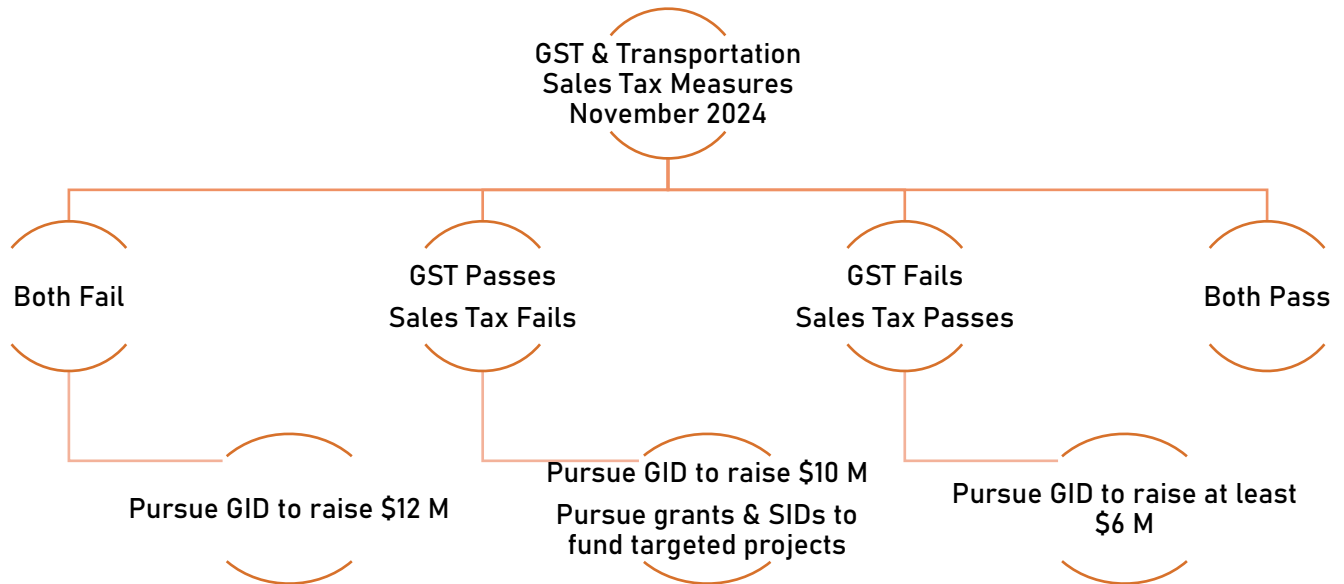 GST & Transportation
Sales Tax Measures
November 2024
Both Fail
GST Passes
Sales Tax Fails
GST Fails
Sales Tax Passes
Both Pass
Pursue GID to raise $12 M
Pursue GID to raise $10 M
Pursue grants & SIDs to
fund targeted projects
Pursue GID to raise at least
$6 M